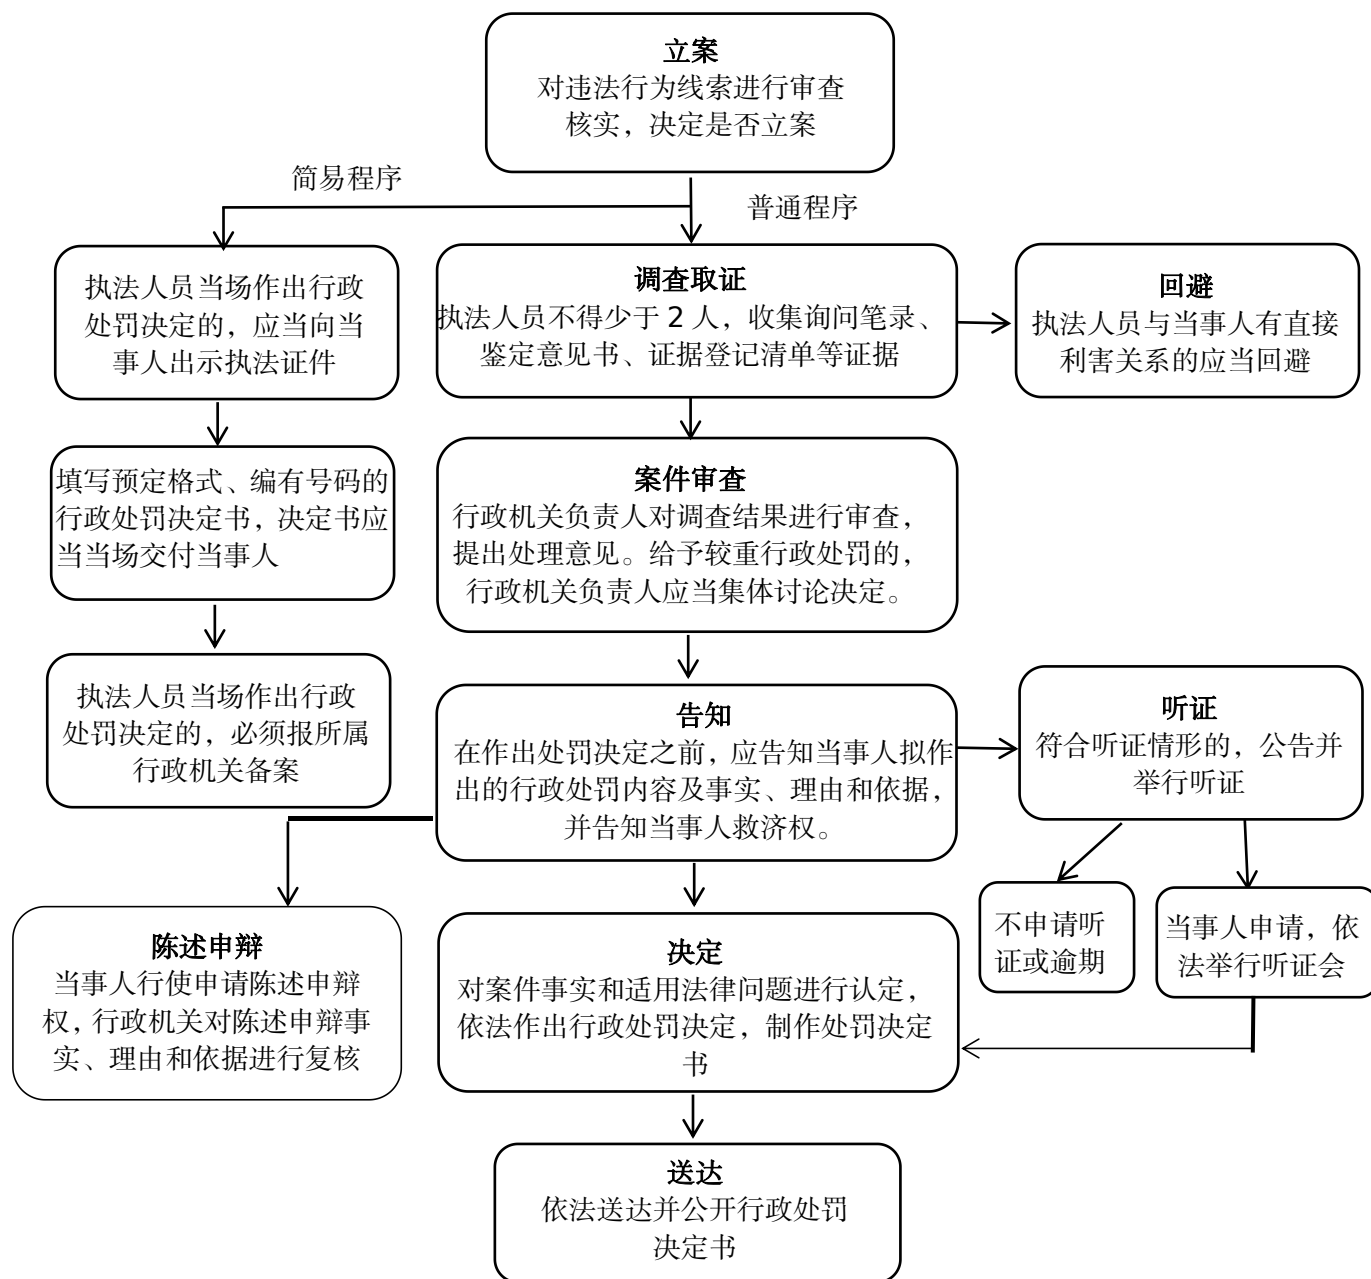 立案
对违法行为线索进行审查
核实，决定是否立案
简易程序
普通程序
执法人员当场作出行政
处罚决定的，应当向当
事人出示执法证件
调查取证
执法人员不得少于 2 人，收集询问笔录、
鉴定意见书、证据登记清单等证据
回避
执法人员与当事人有直接
利害关系的应当回避
填写预定格式、编有号码的
行政处罚决定书，决定书应
当当场交付当事人
案件审查
行政机关负责人对调查结果进行审查，
提出处理意见。给予较重行政处罚的，
行政机关负责人应当集体讨论决定。
执法人员当场作出行政
处罚决定的，必须报所属
行政机关备案
告知
在作出处罚决定之前，应告知当事人拟作
出的行政处罚内容及事实、理由和依据，
并告知当事人救济权。
听证
符合听证情形的，公告并
举行听证
不申请听
证或逾期
当事人申请，依
法举行听证会
陈述申辩
当事人行使申请陈述申辩
权，行政机关对陈述申辩事
实、理由和依据进行复核
决定
对案件事实和适用法律问题进行认定，
依法作出行政处罚决定，制作处罚决定
书
送达
依法送达并公开行政处罚
决定书